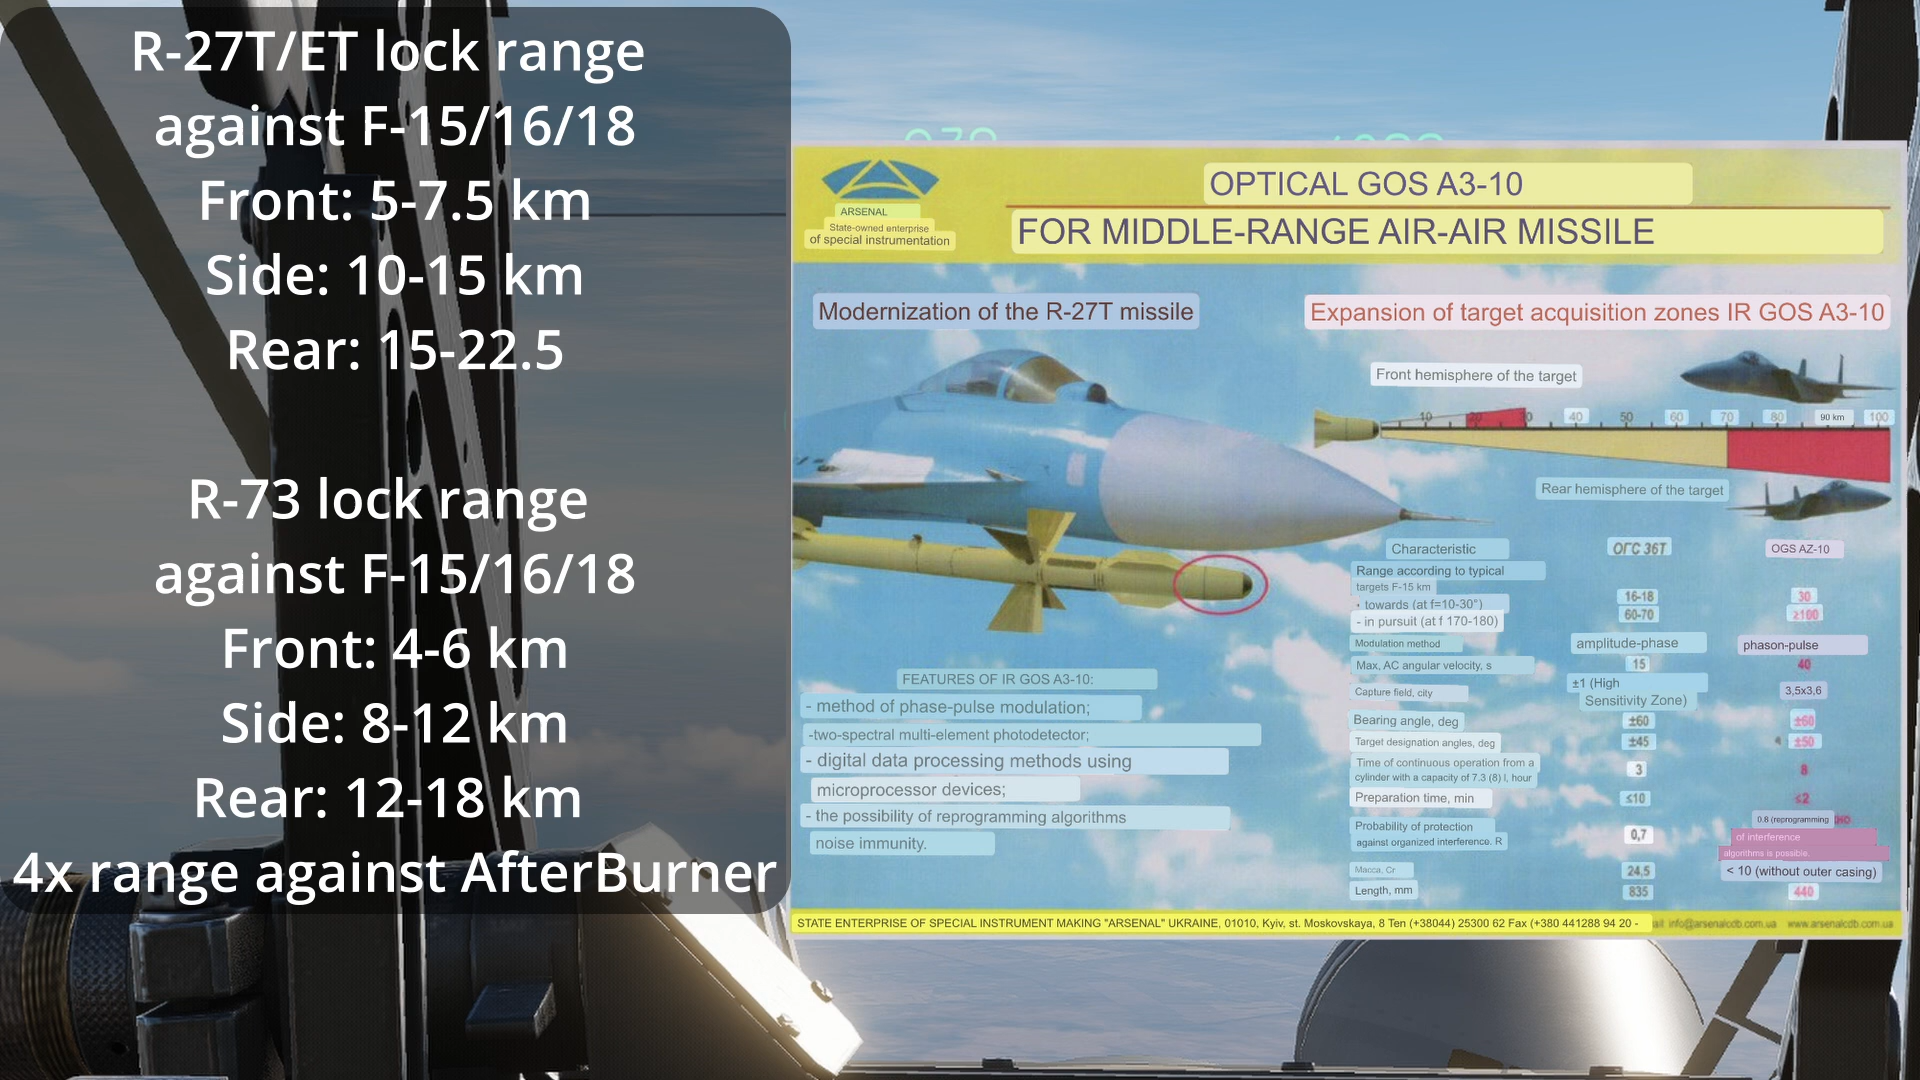 R-27T/ET lock range
against F-15/16/18
Front: 5-7.5 km
Side: 10-15 km
Rear: 15-22.5
R-73 lock range
against F-15/16/18
Front: 4-6 km
Side: 8-12 km
Rear: 12-18 km
4x range against AfterBurner
ARSENAL
State-owned enterprise
of special instrumentation
OPTICAL GOS A3-10
FOR MIDDLE-RANGE AIR-AIR MISSILE
Modernization of the R-27T missile
Expansion of target acquisition zones IR GOS A3-10
Front hemisphere of the target
10 20 30 40 50 60 70 80 90 km 100
Rear hemisphere of the target
FEATURES OF IR GOS A3-10:
- method of phase-pulse modulation;
-two-spectral multi-element photodetector;
- digital data processing methods using
microprocessor devices;
- the possibility of reprogramming algorithms
noise immunity.
Characteristic ОГС 36Т OGS AZ-10
Range according to typical
targets F-15 km
• towards (at f=10-30°) 16-18 30
- in pursuit (at f 170-180) 60-70 ≥100
Modulation method amplitude-phase phason-pulse
Max, AC angular velocity, s 15 40
Capture field, city ±1 (High
Sensitivity Zone) 3,5x3,6
Bearing angle, deg ±60 ±60
Target designation angles, deg ±45 ±50
Time of continuous operation from a
cylinder with a capacity of 7.3 (8) l, hour 3 8
Preparation time, min ≤10 ≤2
Probability of protection
against organized interference. R 0,7 0.8 (reprogramming
of interference
algorithms is possible.
Macca, Cr 24,5 < 10 (without outer casing)
Length, mm 835 440
STATE ENTERPRISE OF SPECIAL INSTRUMENT MAKING "ARSENAL" UKRAINE, 01010, Kyiv, st. Moskovskaya, 8 Ten (+38044) 25300 62 Fax (+380 441288 94 20 - info@arsenalcdb.com.ua www.arsenalcdb.com.ua